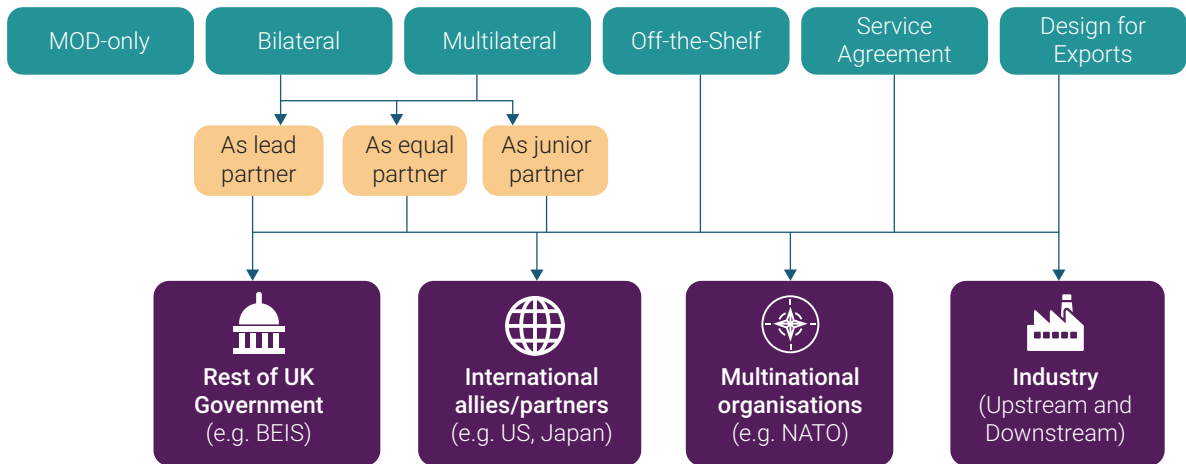 MOD-only
Bilateral
Multilateral
Off-the-Shelf
Service
Agreement
Design for
Exports
As lead
partner
As equal
partner
As junior
partner
Rest of UK
Government
(e.g. BEIS)
International
allies/partners
(e.g. US, Japan)
Multinational
organisations
(e.g. NATO)
Industry
(Upstream and
Downstream)